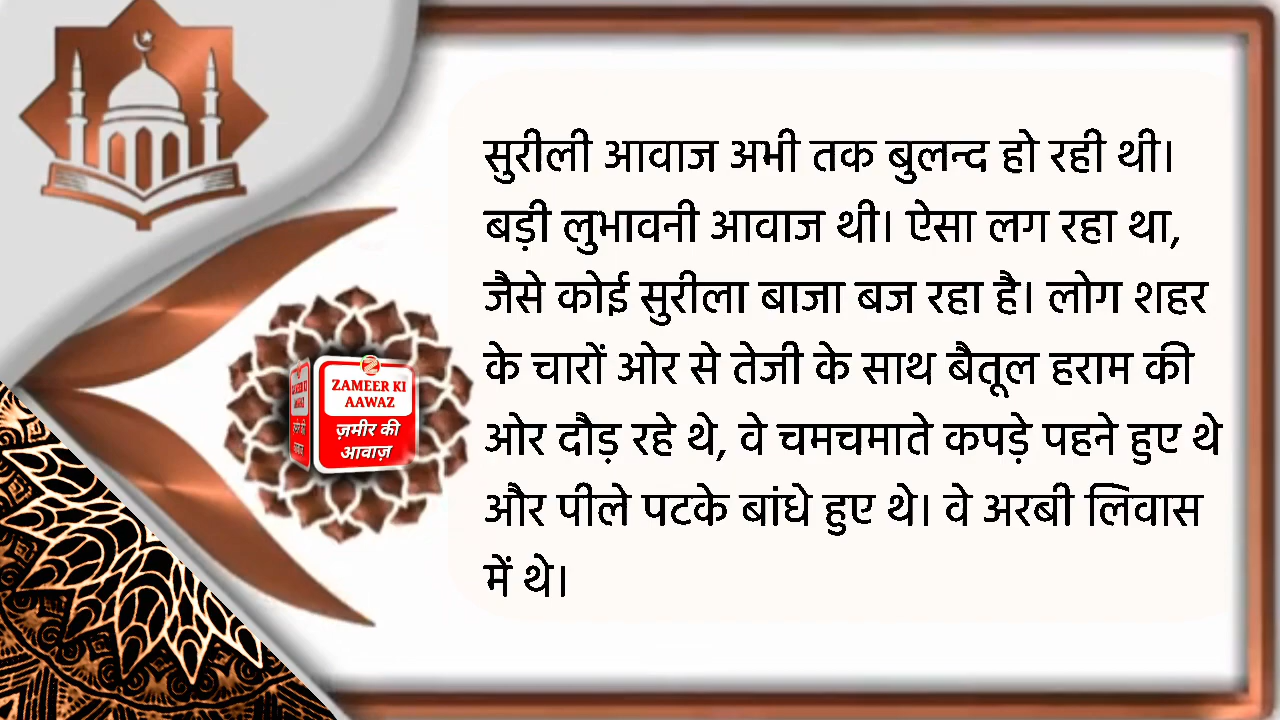 सुरीली आवाज अभी तक बुलन्द हो रही थी।
बड़ी लुभावनी आवाज थी। ऐसा लग रहा था,
जैसे कोई सुरीला बाजा बज रहा है। लोग शहर
के चारों ओर से तेजी के साथ बैतूल हराम की
ओर दौड़ रहे थे, वे चमचमाते कपड़े पहने हुए थे
और पीले पटके बांधे हुए थे। वे अरबी लिवास
में थे।
ZAMEER KI
AAWAZ
ज़मीर की
आवाज़